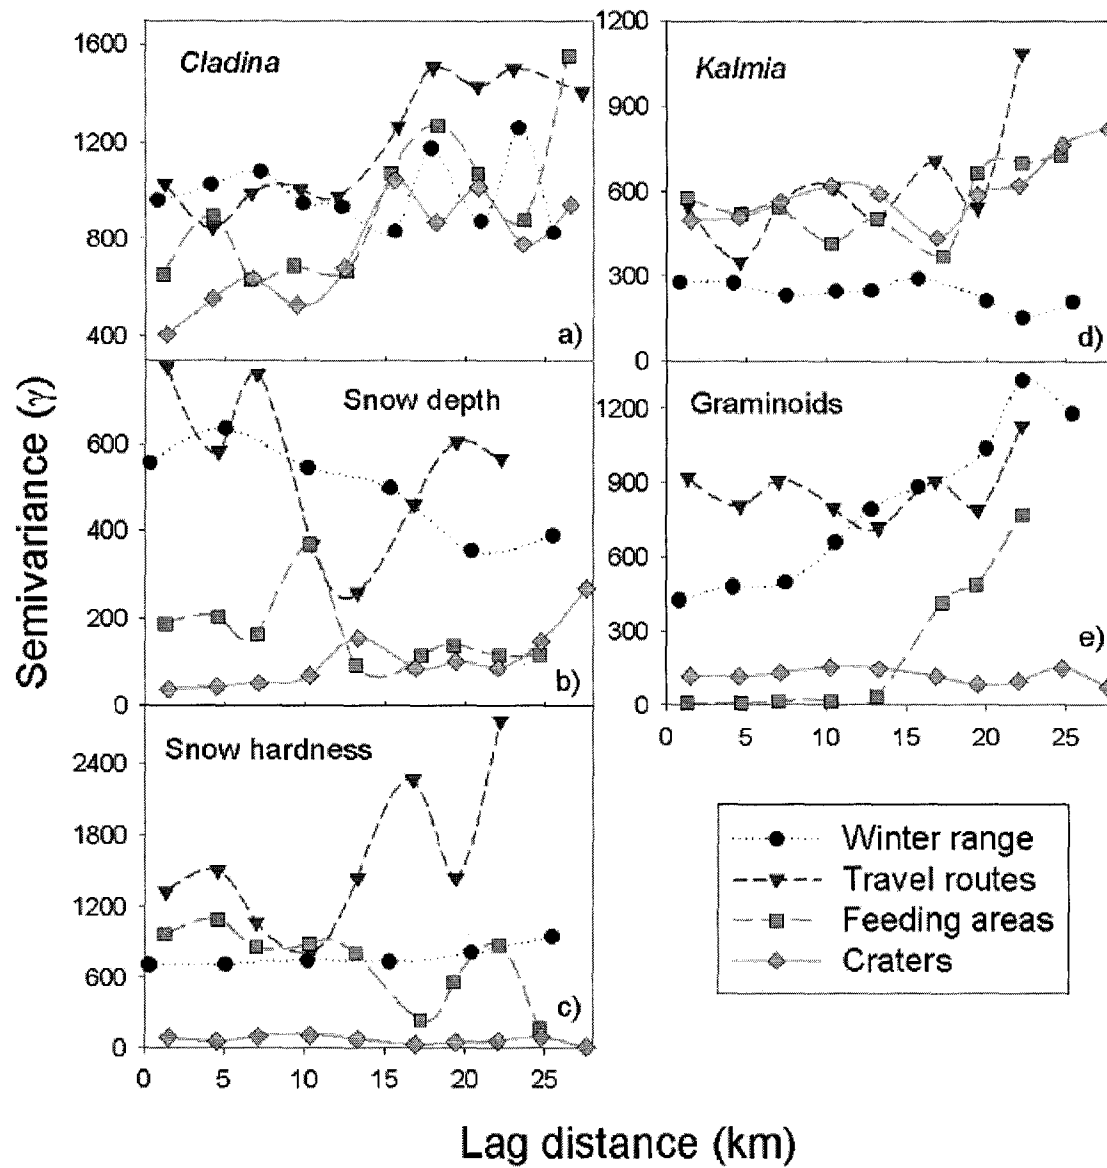 Cladina
1600
1200
800
400
a)
Kalmia
1200
900
600
300
0
d)
Snow depth
600
400
200
0
b)
Graminoids
1200
900
600
300
0
e)
0 5 10 15 20 25
Snow hardness
2400
1800
1200
600
0
c)
0 5 10 15 20 25
Semivariance (γ)
Lag distance (km)
Winter range
Travel routes
Feeding areas
Craters